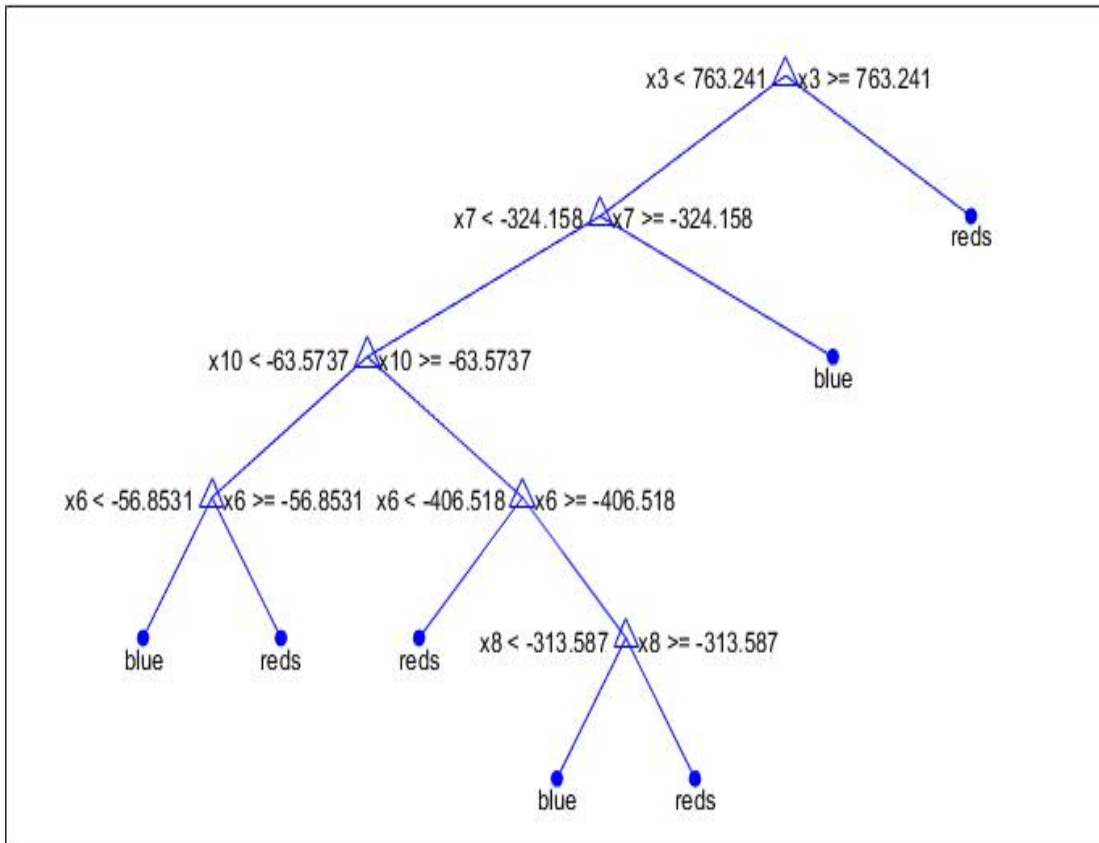 x3 < 763.241 x3 >= 763.241
x7 < -324.158 x7 >= -324.158
reds
x10 < -63.5737 x10 >= -63.5737
blue
x6 < -56.8531 x6 >= -56.8531 x6 < -406.518 x6 >= -406.518
blue reds reds x8 < -313.587 x8 >= -313.587
blue reds